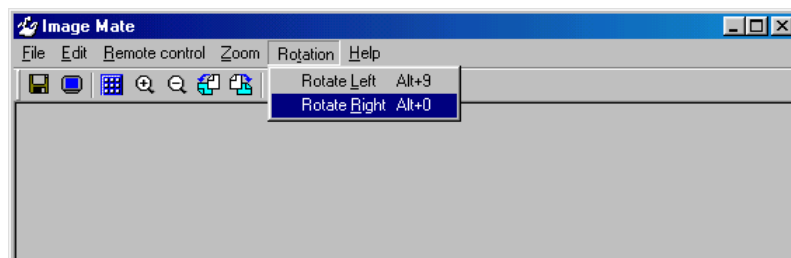 Image Mate
File Edit Remote control Zoom Rotation Help
Rotate Left Alt+9
Rotate Right Alt+0